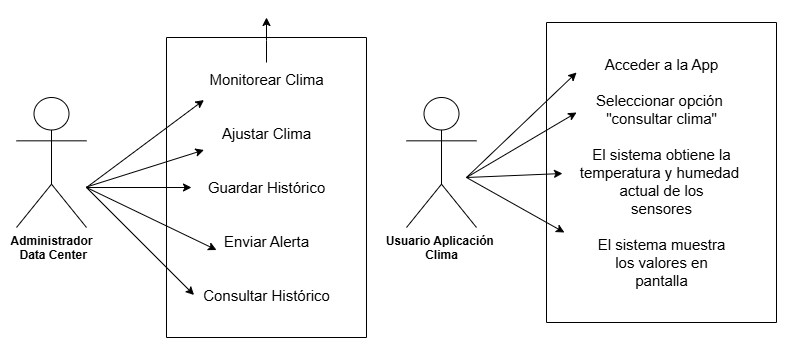 Monitorear Clima
Ajustar Clima
Guardar Histórico
Enviar Alerta
Consultar Histórico
Administrador
Data Center
Acceder a la App
Seleccionar opción
"consultar clima"
El sistema obtiene la
temperatura y humedad
actual de los
sensores
El sistema muestra
los valores en
pantalla
Usuario Aplicación
Clima